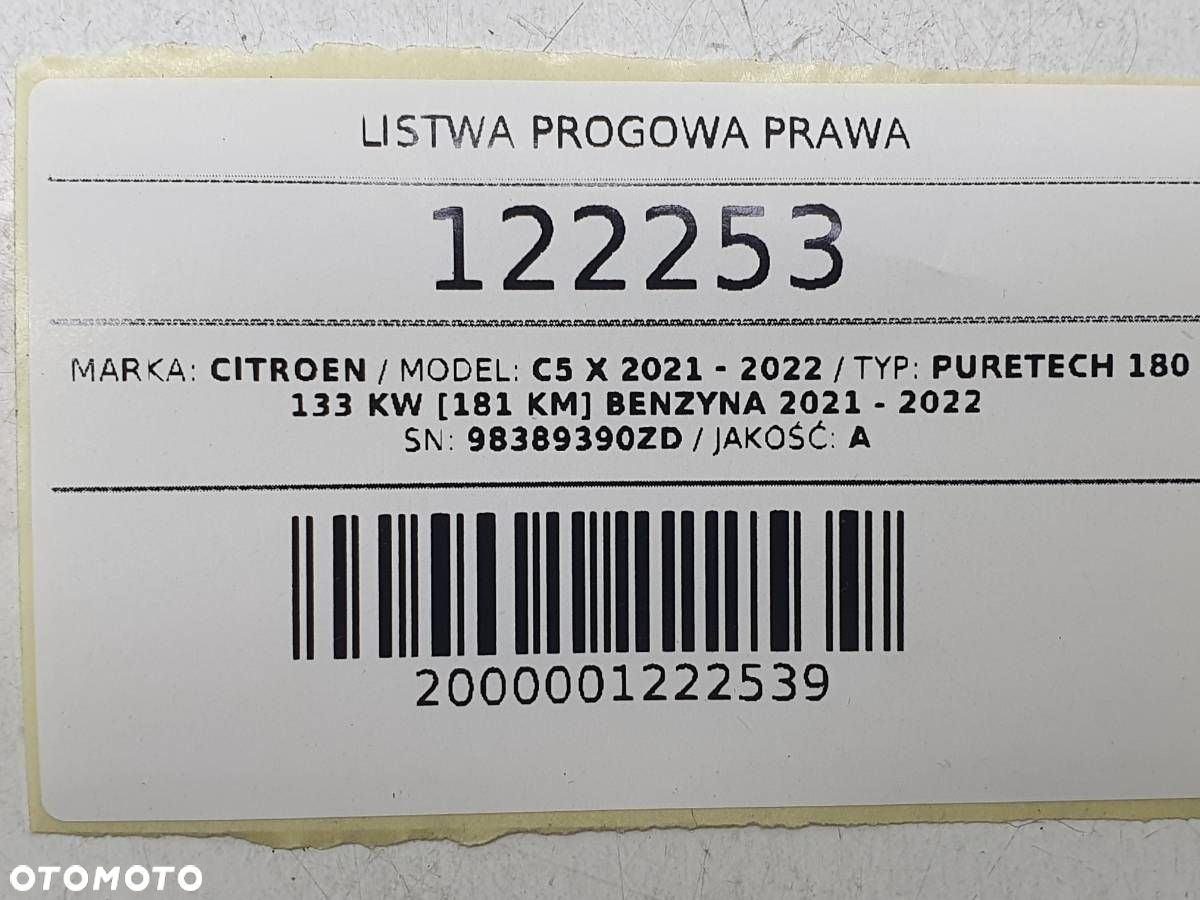 LISTWA PROGOWA PRAWA
122253
MARKA: CITROEN / MODEL: C5 X 2021 - 2022 / TYP: PURETECH 180
133 KW [181 KM] BENZYNA 2021 - 2022
SN: 98389390ZD / JAKOŚĆ: A
2000001222539
OTOMOTO